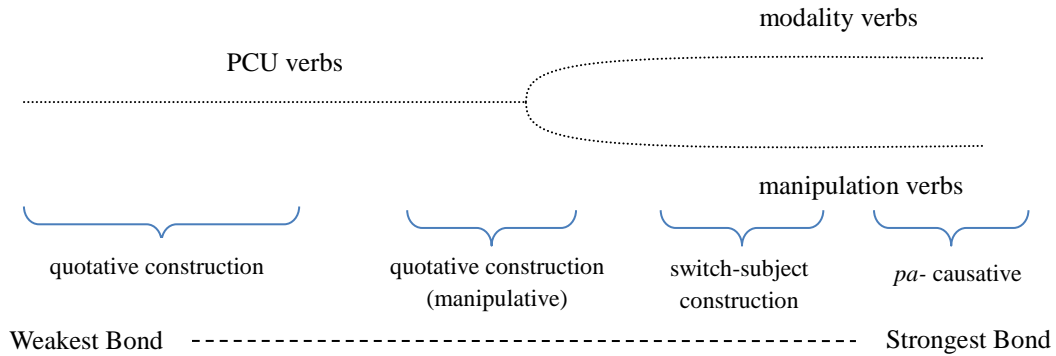 modality verbs
PCU verbs
manipulation verbs
quotative construction
quotative construction
(manipulative)
switch-subject
construction
pa- causative
Weakest Bond
Strongest Bond